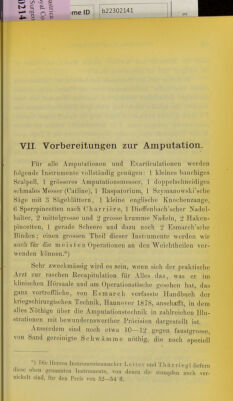 me ID b22302141
0214
VII. Vorbereitungen zur Amputation.
Für alle Amputationen und Exarticulationen werden
folgende Instrumente vollständig genügen: 1 kleines bauchiges
Scalpell, 1 grösseres Amputationsmesser, 1 doppelschneidiges
schmales Messer (Catline), 1 Raspatorium, 1 Szymanowski'sche
Säge mit 3 Sägeblättern, 1 kleine englische Knochenzange,
6 Sperrpincetten nach Charrière, 1 Dieffenbach'scher Nadel-
halter, 2 mittelgrosse und 2 grosse kramme Nadeln, 2 Haken-
pincetten, 1 gerade Scheere und dazu noch 2 Esmarch'sche
Binden; einen grossen Theil dieser Instrumente werden wir
auch für die meisten Operationen an den Weichtheilen ver-
wenden.*)
Sehr zweckmässig wird es sein, wenn sich der praktische
Arzt zur raschen Recapitulation für Alles das, was er im
klinischen Hörsaale und am Operationstische gesehen hat, das
ganz vortreffliche, von Esmarch verfasste Handbuch der
kriegschirurgischen Technik, Hannover 1878, anschafft, in dem
alles Nöthige über die Amputationstechnik in zahlreichen Illu-
strationen mit bewundernswerther Präcision dargestellt ist.
Ausserdem sind noch etwa 10—12 gegen faustgrosse,
von Sand gereinigte Schwämme nöthig, die noch speciell
*) Die Herren Instrumentenmacher Leiter und Thürriegl liefern
diese oben genannten Instrumente, von denen die stumpfen auch ver-
nickelt sind, für den Preis von 52—54 fl.